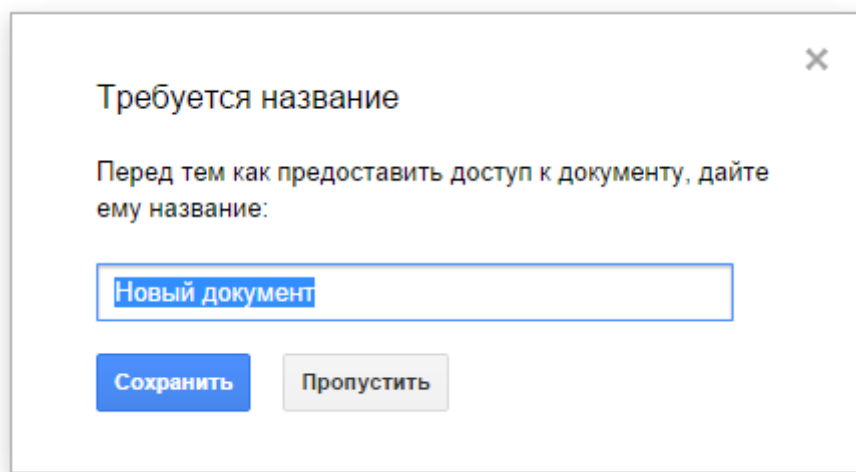 Требуется название
Перед тем как предоставить доступ к документу, дайте
ему название:
Новый документ
Сохранить
Пропустить